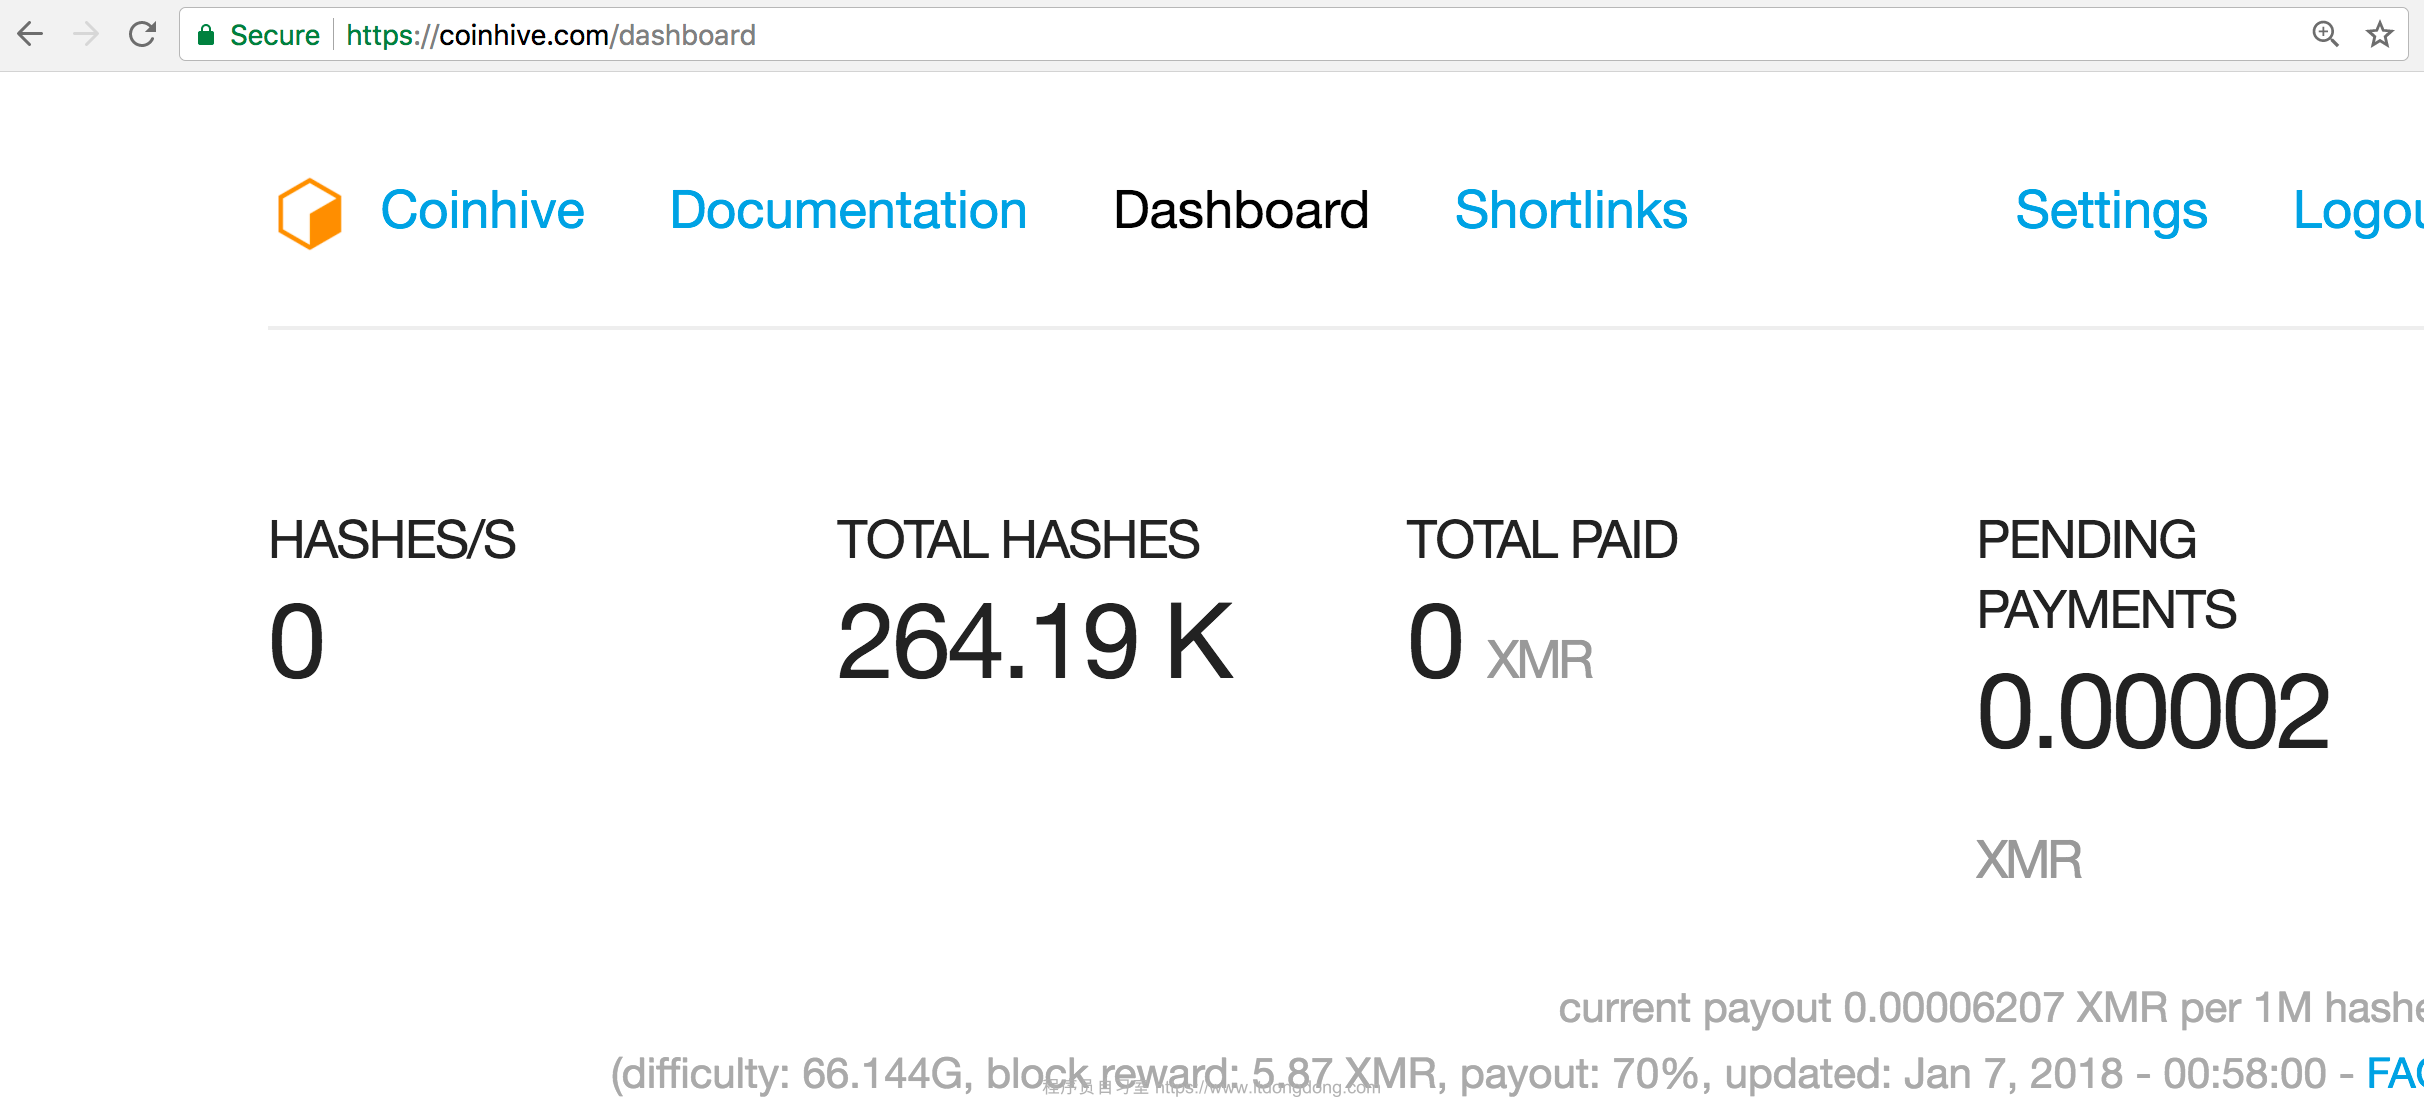 Secure https://coinhive.com/dashboard
Coinhive Documentation Dashboard Shortlinks Settings Logou
HASHES/S TOTAL HASHES TOTAL PAID PENDING
PAYMENTS
0 264.19 K 0 XMR
0.00002
XMR
current payout 0.00006207 XMR per 1M hashe
(difficulty: 66.144G, block reward: 5.87 XMR, payout: 70%, updated: Jan 7, 2018 - 00:58:00 - FAQ
程序员自习室 https://www.itdongdong.com